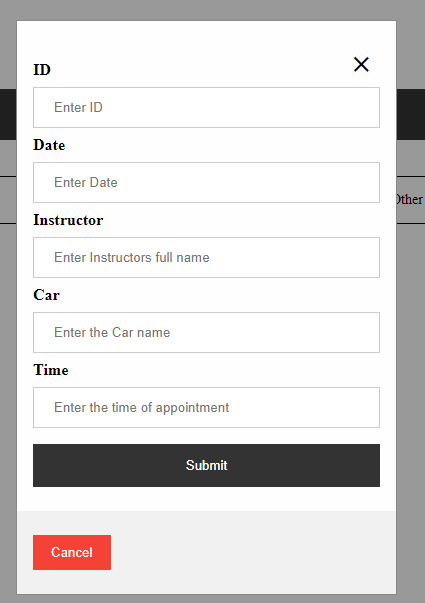 ID
Enter ID
Date
Enter Date
Instructor
Other
Enter Instructors full name
Car
Enter the Car name
Time
Enter the time of appointment
Submit
Cancel